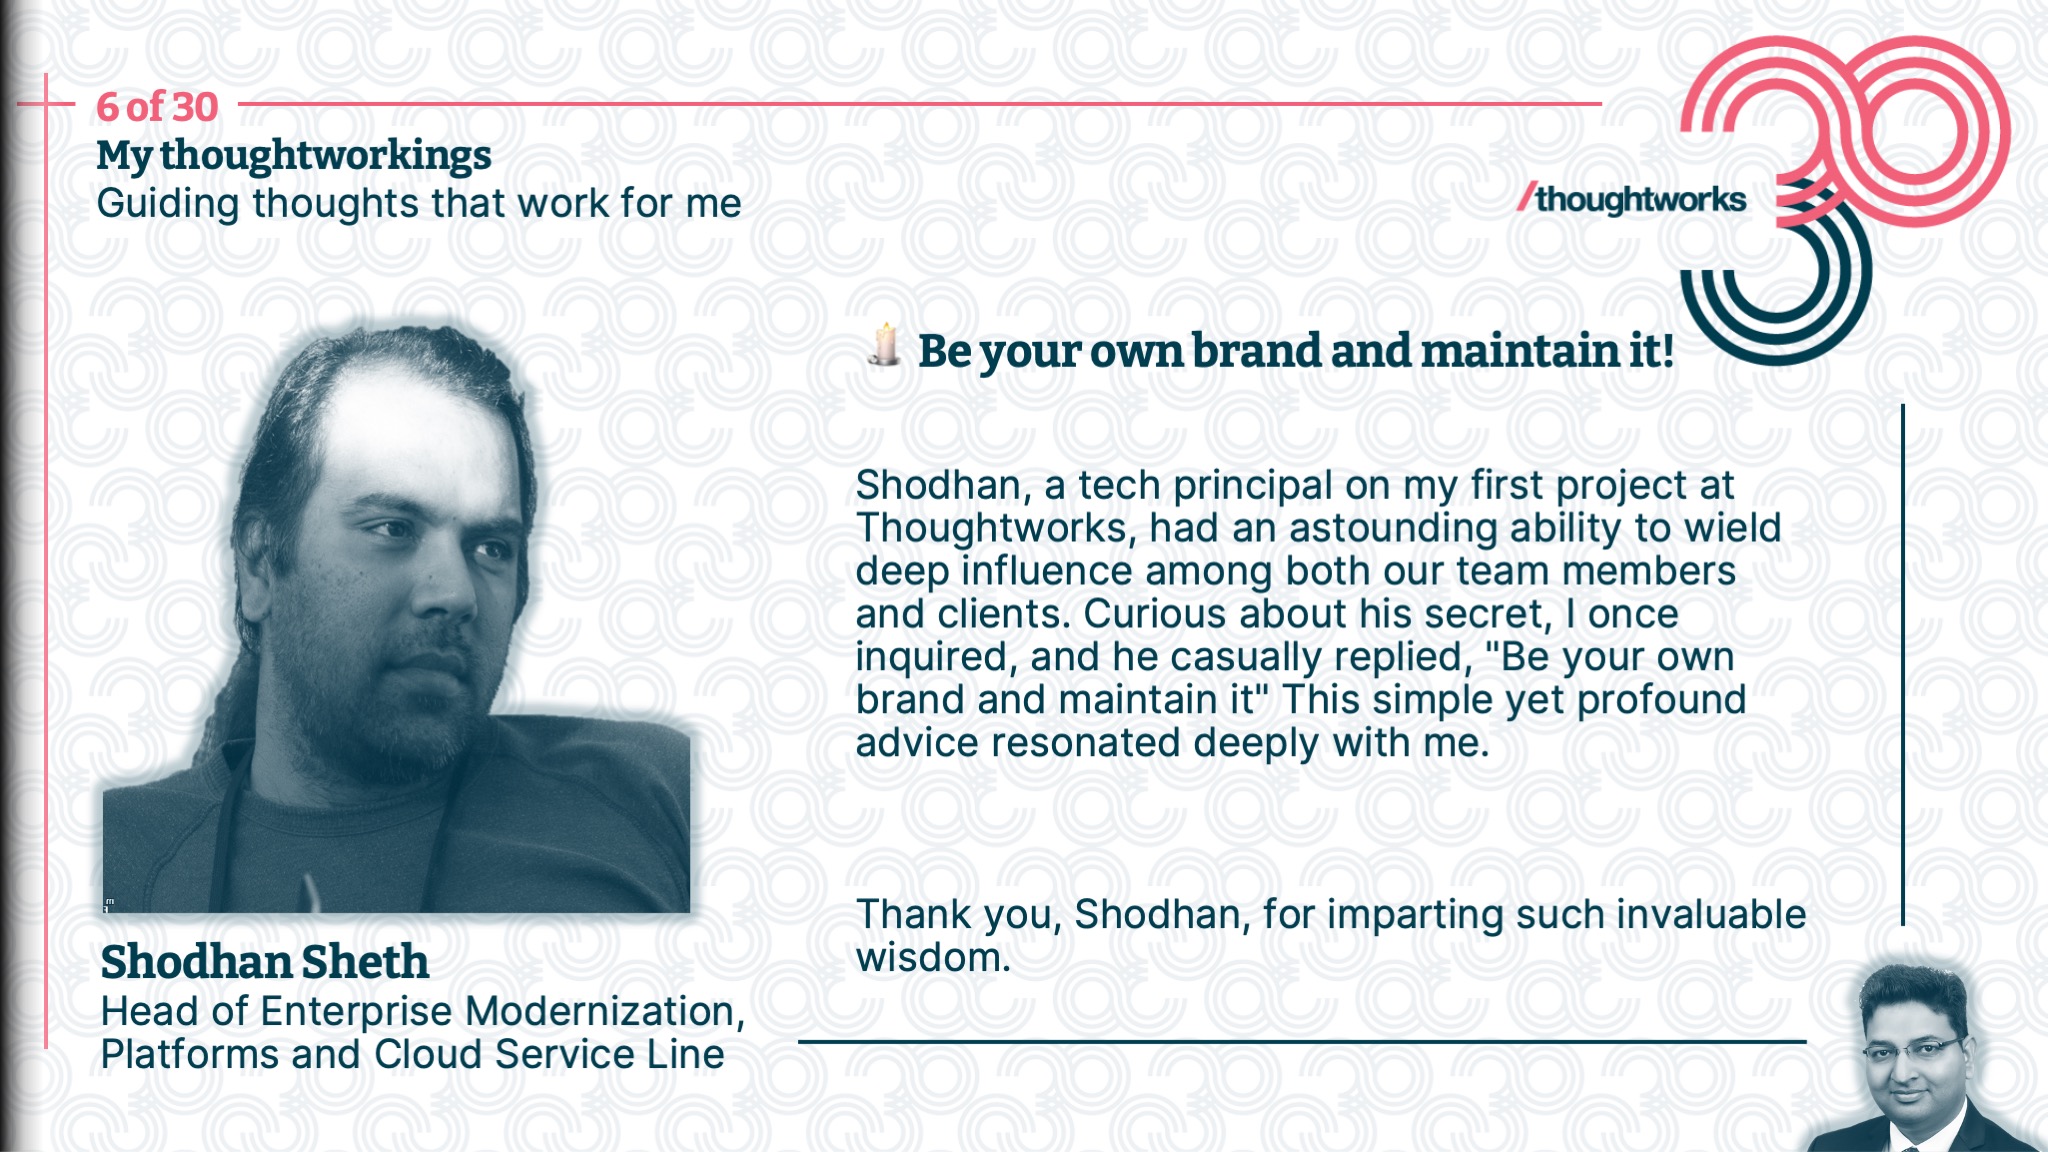 6 of 30
My thoughtworkings
Guiding thoughts that work for me
/thoughtworks
30
3
🕯️ Be your own brand and maintain it!
Shodhan, a tech principal on my first project at
Thoughtworks, had an astounding ability to wield
deep influence among both our team members
and clients. Curious about his secret, I once
inquired, and he casually replied, "Be your own
brand and maintain it" This simple yet profound
advice resonated deeply with me.
Thank you, Shodhan, for imparting such invaluable
wisdom.
Shodhan Sheth
Head of Enterprise Modernization,
Platforms and Cloud Service Line